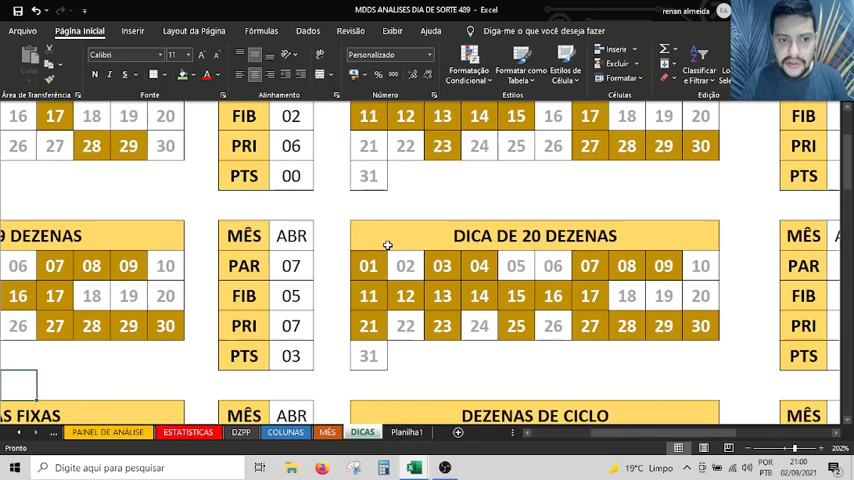 MDDS ANALISES DIA DE SORTE 489 - Excel
renan almeida
RA
Arquivo Página Inicial Inserir Layout da Página Fórmulas Dados Revisão Exibir Ajuda Diga-me o que você deseja fazer
Colar
Calibri 11
Personalizado
Formatação Condicional
Formatar como Tabela
Estilos de Célula
Inserir
Excluir
Formatar
Classificar e Filtrar
N I S
Área de Transferência Fonte Alinhamento Número Estilos Células Edição
16 17 18 19 20 FIB 02 11 12 13 14 15 16 17 18 19 20 FIB
26 27 28 29 30 PRI 06 21 22 23 24 25 26 27 28 29 30 PRI
PTS 00 31 PTS
9 DEZENAS MÊS ABR DICA DE 20 DEZENAS MÊS
06 07 08 09 10 PAR 07 01 02 03 04 05 06 07 08 09 10 PAR
16 17 18 19 20 FIB 05 11 12 13 14 15 16 17 18 19 20 FIB
26 27 28 29 30 PRI 07 21 22 23 24 25 26 27 28 29 30 PRI
PTS 03 31 PTS
AS FIXAS MÊS ABR DEZENAS DE CICLO MÊS
... PAINEL DE ANÁLISE ESTATISTICAS DZPP COLUNAS MÊS DICAS Planilha1
Pronto
202%
Digite aqui para pesquisar
19°C Limpo
POR
PTB
21:00
02/09/2021
2